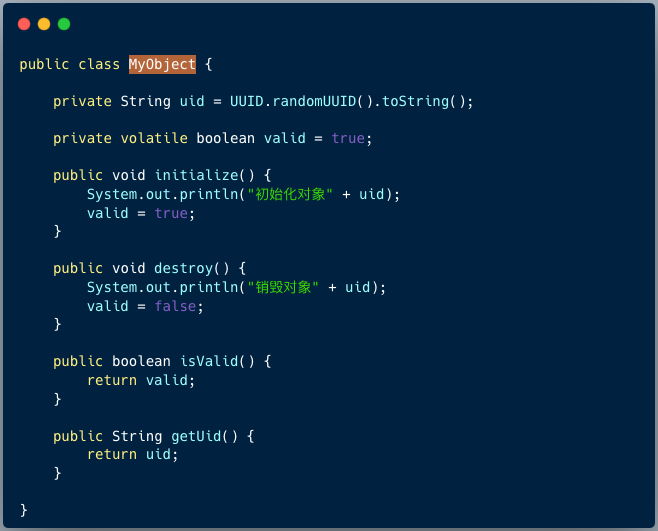 public class MyObject {
    private String uid = UUID.randomUUID().toString();
    private volatile boolean valid = true;
    public void initialize() {
        System.out.println("初始化对象" + uid);
        valid = true;
    }
    public void destroy() {
        System.out.println("销毁对象" + uid);
        valid = false;
    }
    public boolean isValid() {
        return valid;
    }
    public String getUid() {
        return uid;
    }
}